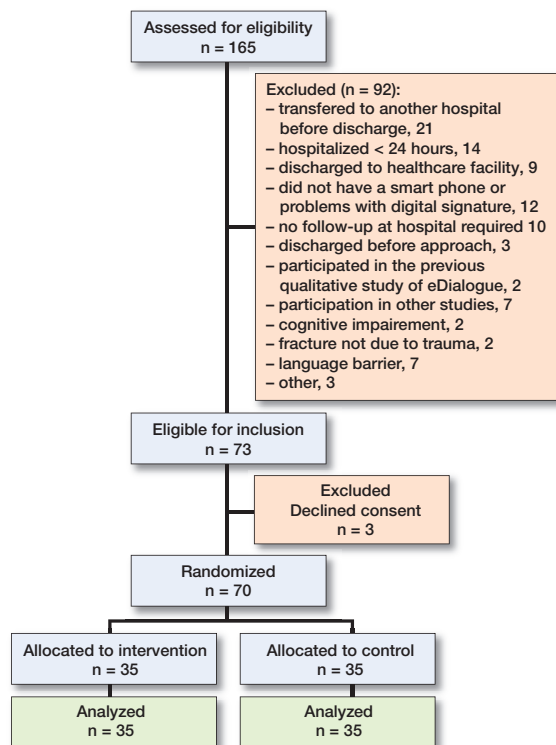 Assessed for eligibility
n = 165
Excluded (n = 92):
– transfered to another hospital
before discharge, 21
– hospitalized < 24 hours, 14
– discharged to healthcare facility, 9
– did not have a smart phone or
problems with digital signature, 12
– no follow-up at hospital required 10
– discharged before approach, 3
– participated in the previous
qualitative study of eDialogue, 2
– participation in other studies, 7
– cognitive impairement, 2
– fracture not due to trauma, 2
– language barrier, 7
– other, 3
Eligible for inclusion
n = 73
Excluded
Declined consent
n = 3
Randomized
n = 70
Allocated to intervention
n = 35
Allocated to control
n = 35
Analyzed
n = 35
Analyzed
n = 35